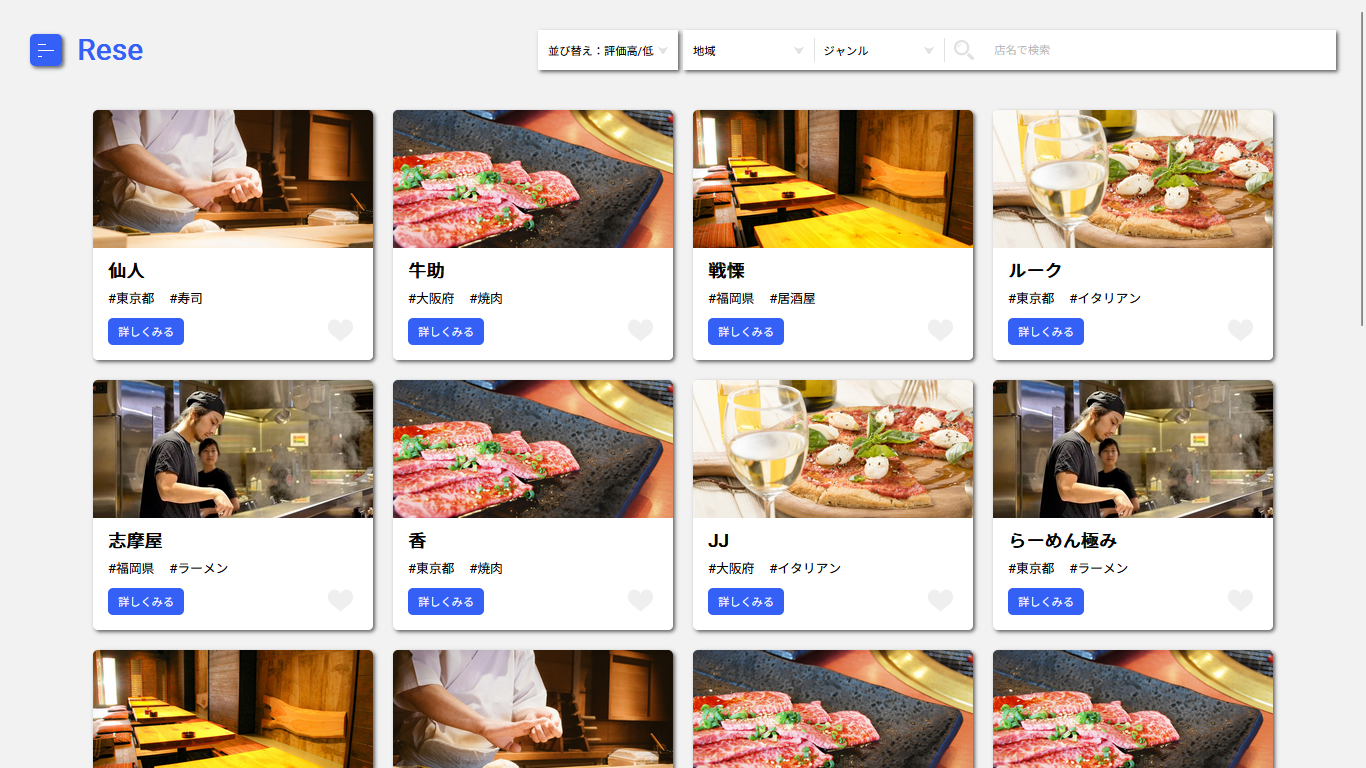 Rese
並び替え：評価高/低
地域
ジャンル
店名で検索
仙人
#東京都 #寿司
詳しくみる
牛助
#大阪府 #焼肉
詳しくみる
戦慄
#福岡県 #居酒屋
詳しくみる
ルーク
#東京都 #イタリアン
詳しくみる
志摩屋
#福岡県 #ラーメン
詳しくみる
香
#東京都 #焼肉
詳しくみる
JJ
#大阪府 #イタリアン
詳しくみる
らーめん極み
#東京都 #ラーメン
詳しくみる